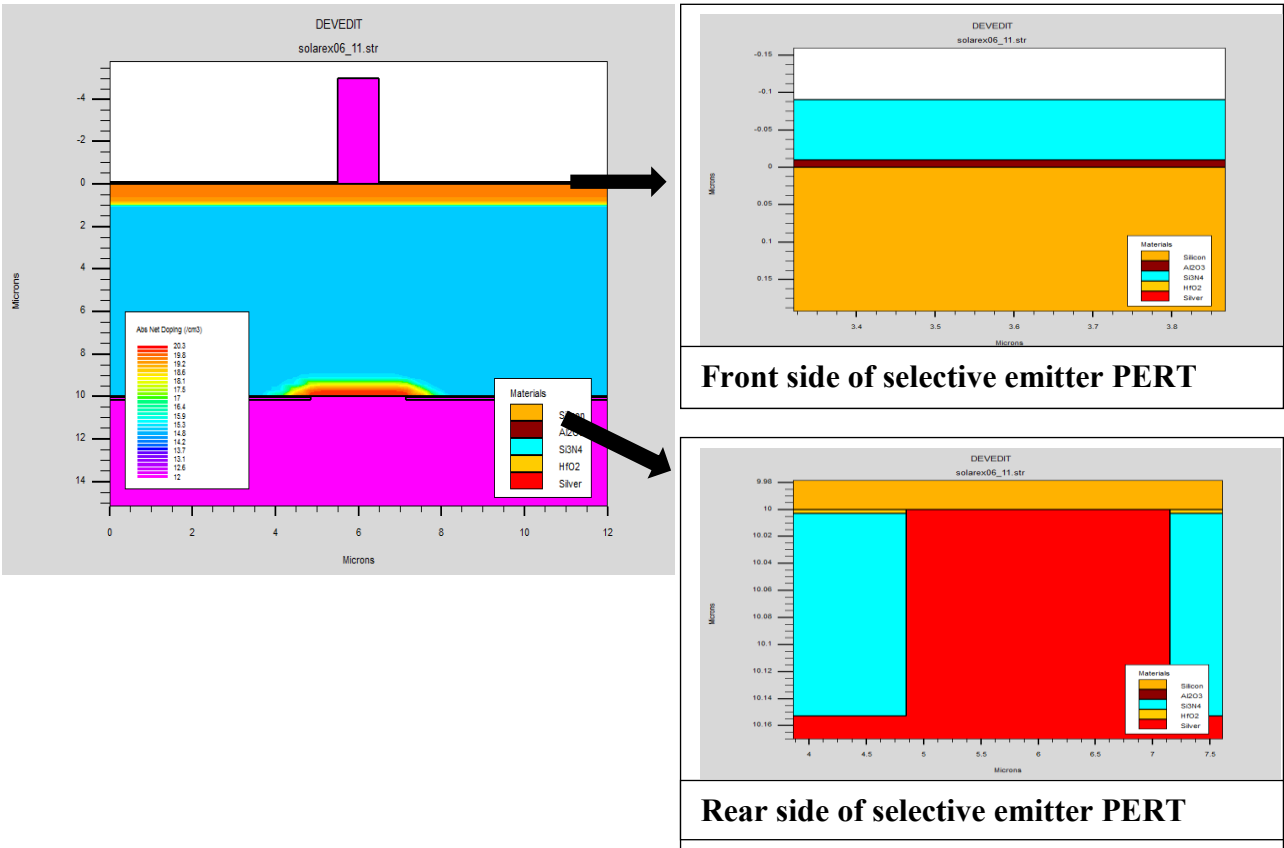 DEVEDIT
solarex06_11.str
-4
-2
0
2
4
6
8
10
12
14
Microns
Abs Net Doping (/cm3)
20.3
19.8
19.2
18.6
18.1
17.5
17
16.4
15.9
15.3
14.8
14.2
13.7
13.1
12.6
12
Materials
Al2O3
Si3N4
HfO2
Silver
0
2
4
6
8
10
12
Microns
DEVEDIT
solarex06_11.str
-0.15
-0.1
-0.05
0
0.05
0.1
0.15
Microns
Materials
Silicon
Al2O3
Si3N4
HfO2
Silver
3.4
3.5
3.6
3.7
3.8
Microns
Front side of selective emitter PERT
DEVEDIT
solarex06_11.str
9.98
10
10.02
10.04
10.06
10.08
10.1
10.12
10.14
10.16
Microns
Materials
Silicon
Al2O3
Si3N4
HfO2
Silver
4
4.5
5
5.5
6
6.5
7
7.5
Microns
Rear side of selective emitter PERT